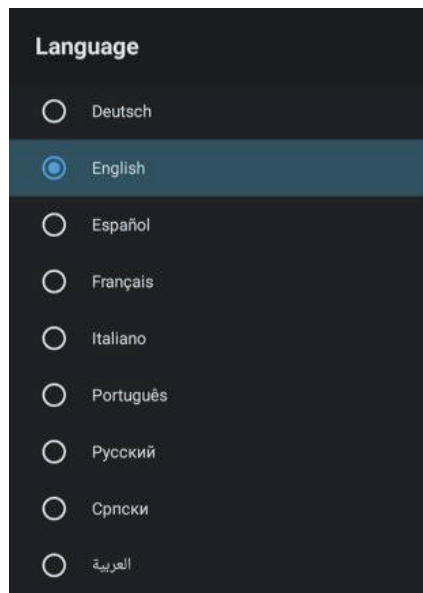 Language
Deutsch
English
Español
Français
Italiano
Português
Русский
Српски
العربية